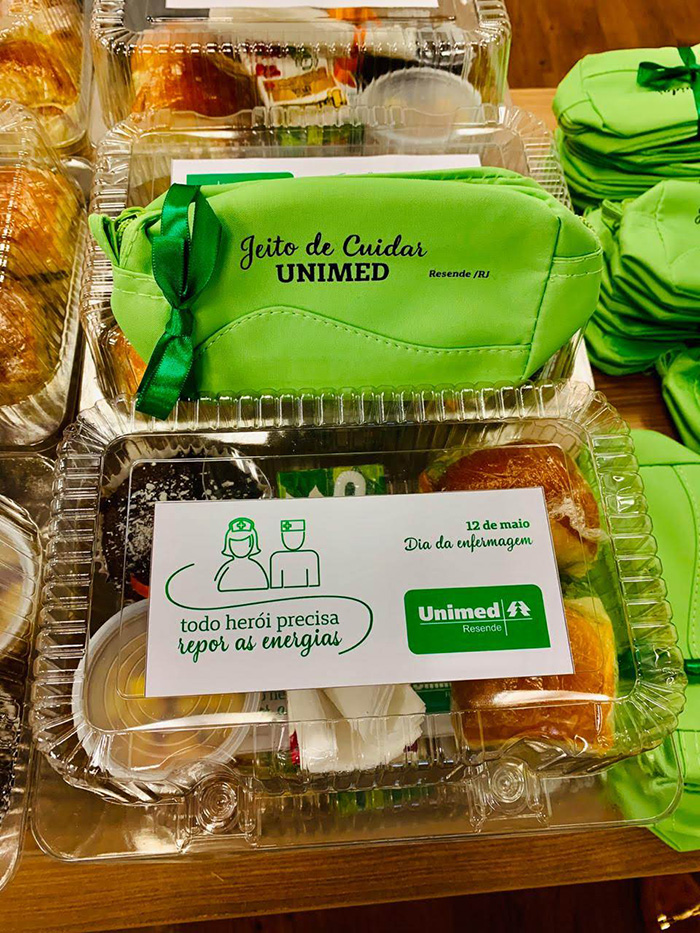 Jeito de Cuidar
UNIMED
Resende /RJ
12 de maio
Dia da enfermagem
todo herói precisa
repor as energias
Unimed
Resende